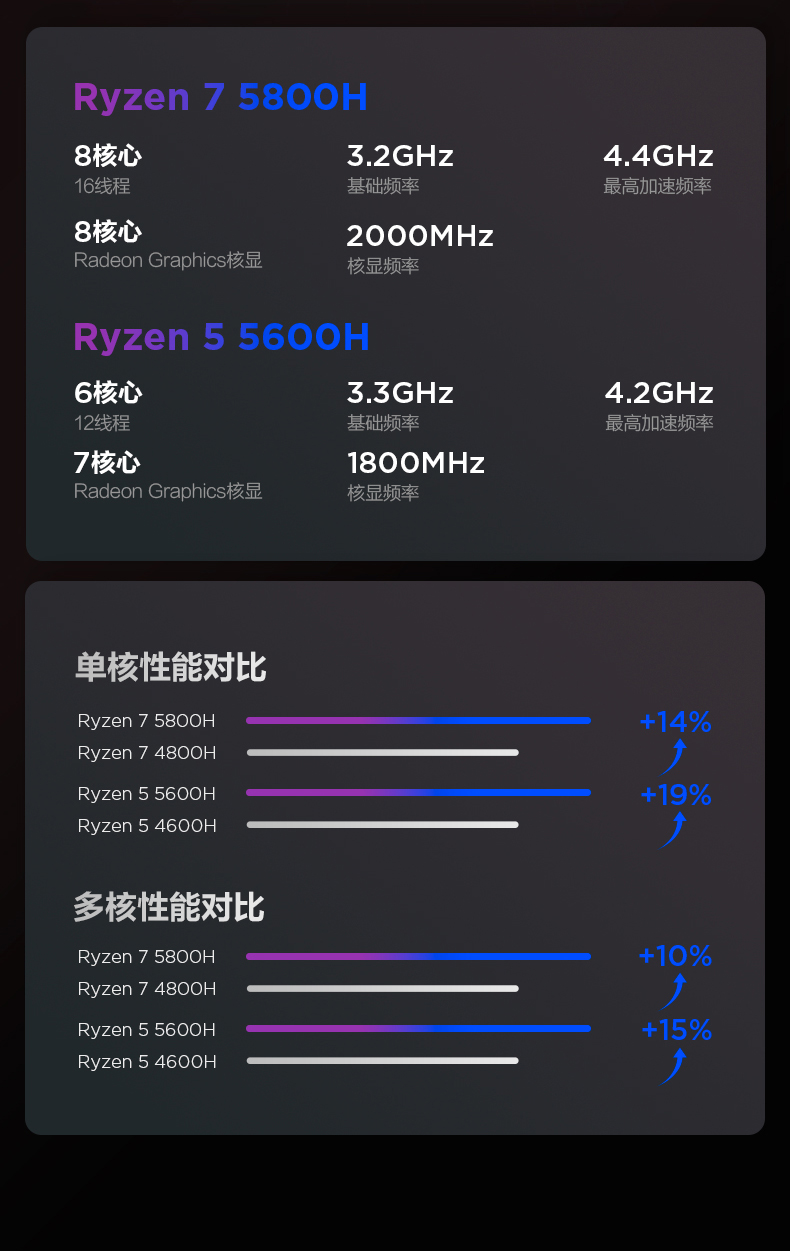 Ryzen 7 5800H
8核心 3.2GHz 4.4GHz
16线程 基础频率 最高加速频率
8核心 2000MHz
Radeon Graphics核显 核显频率
Ryzen 5 5600H
6核心 3.3GHz 4.2GHz
12线程 基础频率 最高加速频率
7核心 1800MHz
Radeon Graphics核显 核显频率
单核性能对比
Ryzen 7 5800H +14%
Ryzen 7 4800H
Ryzen 5 5600H +19%
Ryzen 5 4600H
多核性能对比
Ryzen 7 5800H +10%
Ryzen 7 4800H
Ryzen 5 5600H +15%
Ryzen 5 4600H